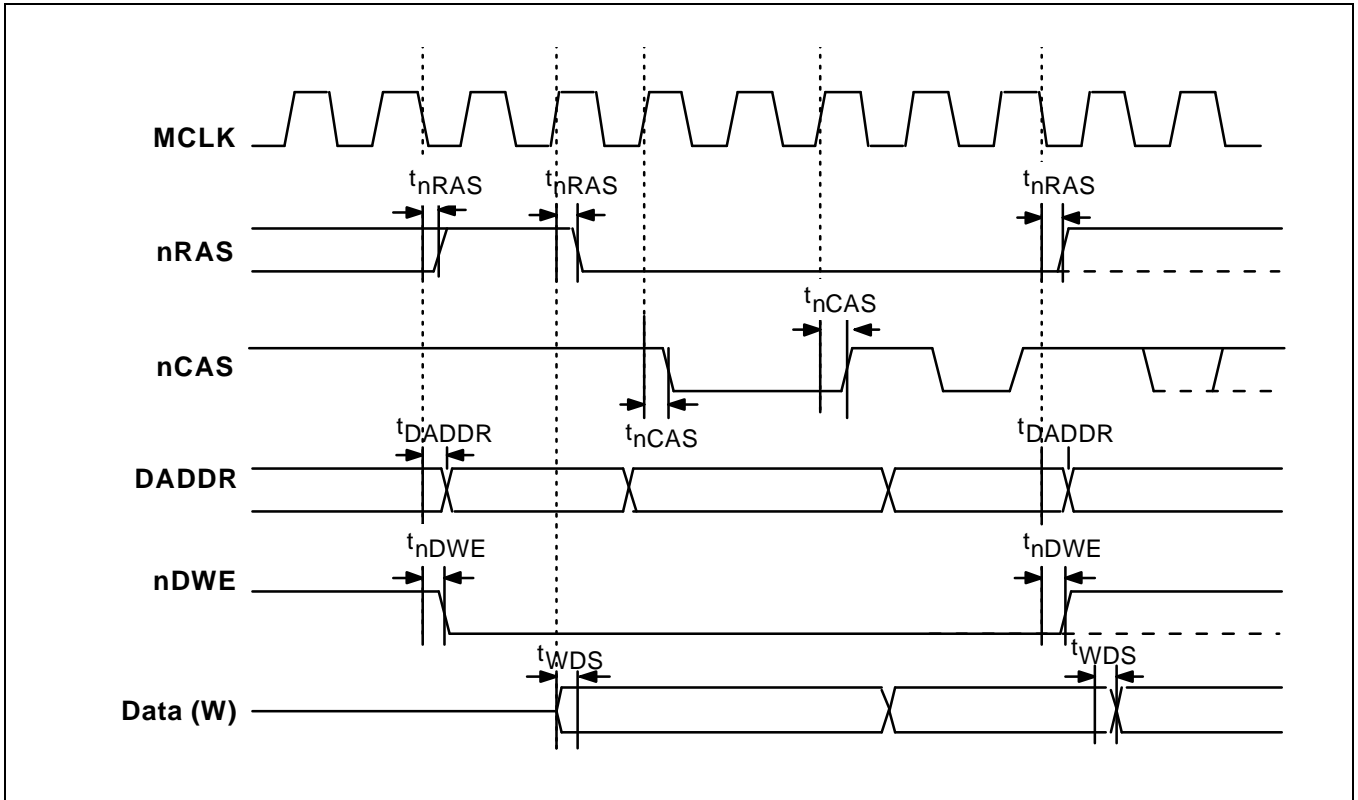 MCLK
tnRAS tnRAS tnRAS
nRAS
tnCAS
nCAS
tnCAS
tDADDR tDADDR
DADDR
tnDWE tnDWE
nDWE
tWDS tWDS
Data (W)